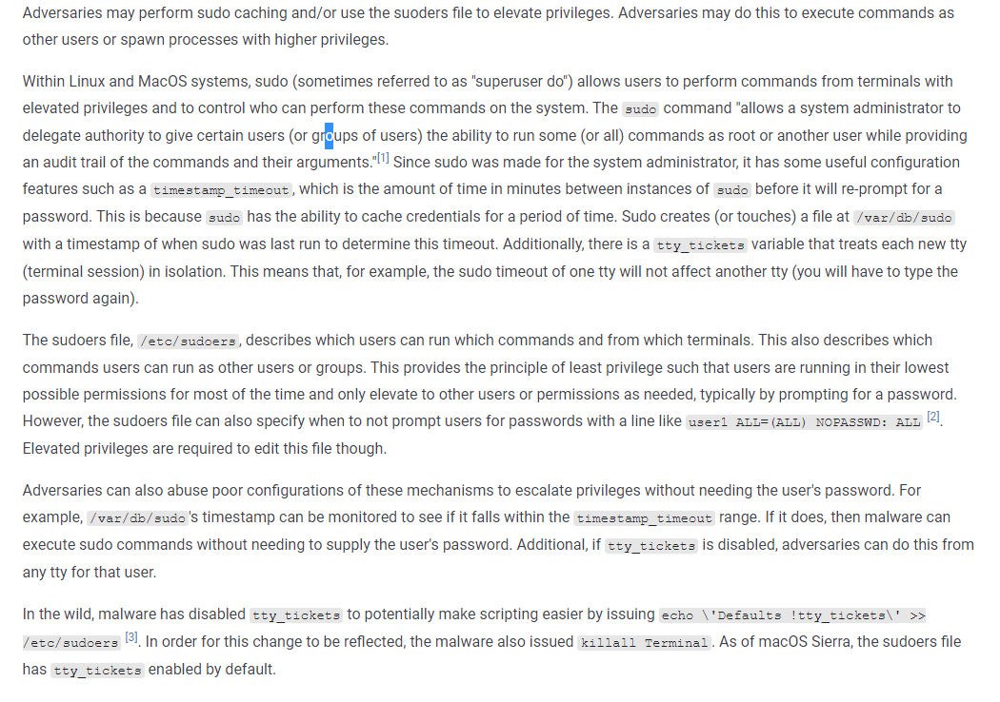 Adversaries may perform sudo caching and/or use the suoders file to elevate privileges. Adversaries may do this to execute commands as
other users or spawn processes with higher privileges.
Within Linux and MacOS systems, sudo (sometimes referred to as "superuser do") allows users to perform commands from terminals with
elevated privileges and to control who can perform these commands on the system. The sudo command "allows a system administrator to
delegate authority to give certain users (or groups of users) the ability to run some (or all) commands as root or another user while providing
an audit trail of the commands and their arguments."[1] Since sudo was made for the system administrator, it has some useful configuration
features such as a timestamp_timeout, which is the amount of time in minutes between instances of sudo before it will re-prompt for a
password. This is because sudo has the ability to cache credentials for a period of time. Sudo creates (or touches) a file at /var/db/sudo
with a timestamp of when sudo was last run to determine this timeout. Additionally, there is a tty_tickets variable that treats each new tty
(terminal session) in isolation. This means that, for example, the sudo timeout of one tty will not affect another tty (you will have to type the
password again).
The sudoers file, /etc/sudoers, describes which users can run which commands and from which terminals. This also describes which
commands users can run as other users or groups. This provides the principle of least privilege such that users are running in their lowest
possible permissions for most of the time and only elevate to other users or permissions as needed, typically by prompting for a password.
However, the sudoers file can also specify when to not prompt users for passwords with a line like user1 ALL=(ALL) NOPASSWD: ALL [2].
Elevated privileges are required to edit this file though.
Adversaries can also abuse poor configurations of these mechanisms to escalate privileges without needing the user's password. For
example, /var/db/sudo's timestamp can be monitored to see if it falls within the timestamp_timeout range. If it does, then malware can
execute sudo commands without needing to supply the user's password. Additional, if tty_tickets is disabled, adversaries can do this from
any tty for that user.
In the wild, malware has disabled tty_tickets to potentially make scripting easier by issuing echo \'Defaults !tty_tickets\' >>
/etc/sudoers [3]. In order for this change to be reflected, the malware also issued killall Terminal. As of macOS Sierra, the sudoers file
has tty_tickets enabled by default.